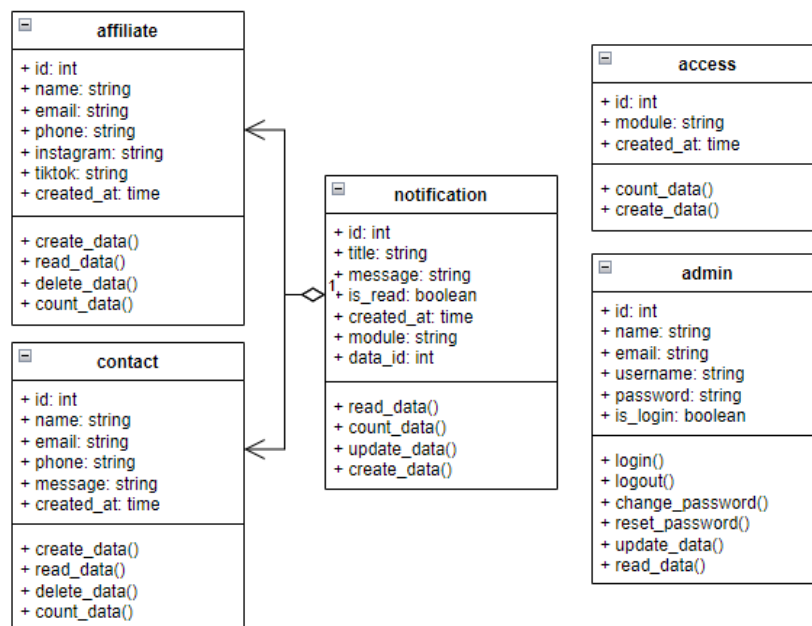 affiliate
+ id: int
+ name: string
+ email: string
+ phone: string
+ instagram: string
+ tiktok: string
+ created_at: time
+ create_data()
+ read_data()
+ delete_data()
+ count_data()
contact
+ id: int
+ name: string
+ email: string
+ phone: string
+ message: string
+ created_at: time
+ create_data()
+ read_data()
+ delete_data()
+ count_data()
notification
+ id: int
+ title: string
+ message: string
1
+ is_read: boolean
+ created_at: time
+ module: string
+ data_id: int
+ read_data()
+ count_data()
+ update_data()
+ create_data()
access
+ id: int
+ module: string
+ created_at: time
+ count_data()
+ create_data()
admin
+ id: int
+ name: string
+ email: string
+ username: string
+ password: string
+ is_login: boolean
+ login()
+ logout()
+ change_password()
+ reset_password()
+ update_data()
+ read_data()